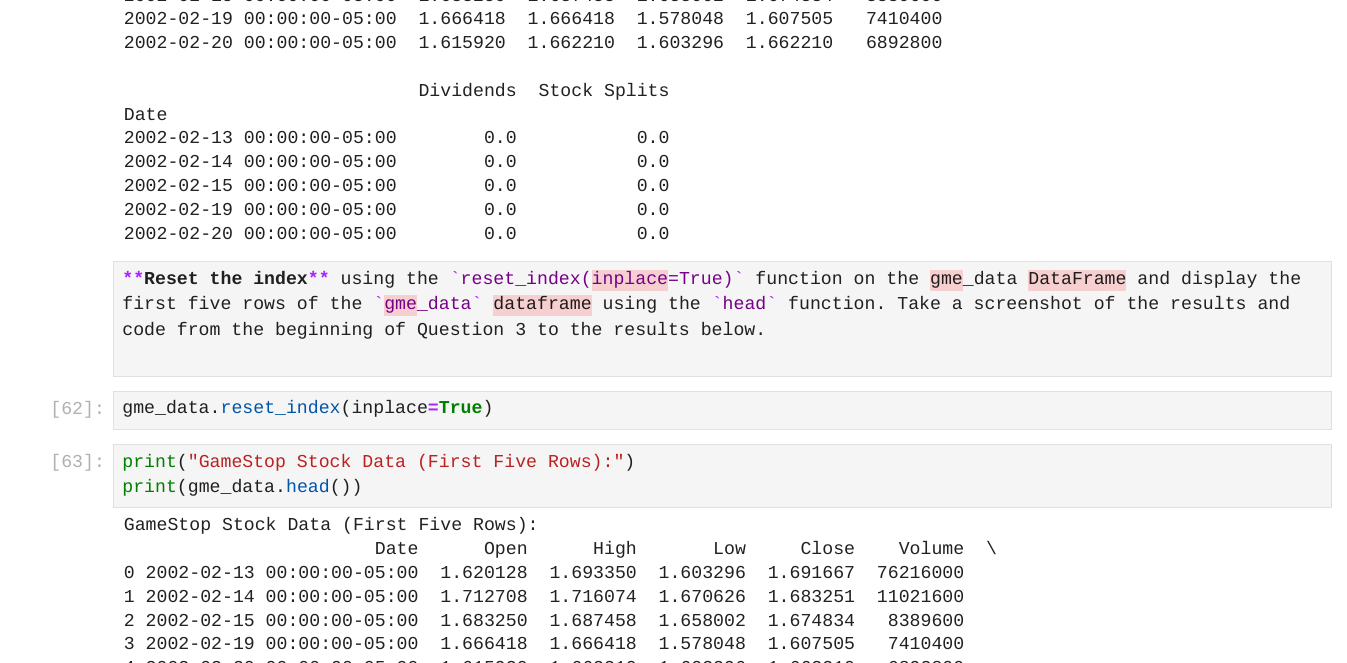 2002-02-19 00:00:00-05:00  1.666418  1.666418  1.578048  1.607505   7410400
2002-02-20 00:00:00-05:00  1.615920  1.662210  1.603296  1.662210   6892800
Dividends  Stock Splits
Date
2002-02-13 00:00:00-05:00        0.0           0.0
2002-02-14 00:00:00-05:00        0.0           0.0
2002-02-15 00:00:00-05:00        0.0           0.0
2002-02-19 00:00:00-05:00        0.0           0.0
2002-02-20 00:00:00-05:00        0.0           0.0
**Reset the index** using the `reset_index(inplace=True)` function on the gme_data DataFrame and display the
first five rows of the `gme_data` dataframe using the `head` function. Take a screenshot of the results and
code from the beginning of Question 3 to the results below.
[62]: gme_data.reset_index(inplace=True)
[63]: print("GameStop Stock Data (First Five Rows):")
print(gme_data.head())
GameStop Stock Data (First Five Rows):
Date      Open      High       Low     Close    Volume  \
0 2002-02-13 00:00:00-05:00  1.620128  1.693350  1.603296  1.691667  76216000
1 2002-02-14 00:00:00-05:00  1.712708  1.716074  1.670626  1.683251  11021600
2 2002-02-15 00:00:00-05:00  1.683250  1.687458  1.658002  1.674834   8389600
3 2002-02-19 00:00:00-05:00  1.666418  1.666418  1.578048  1.607505   7410400